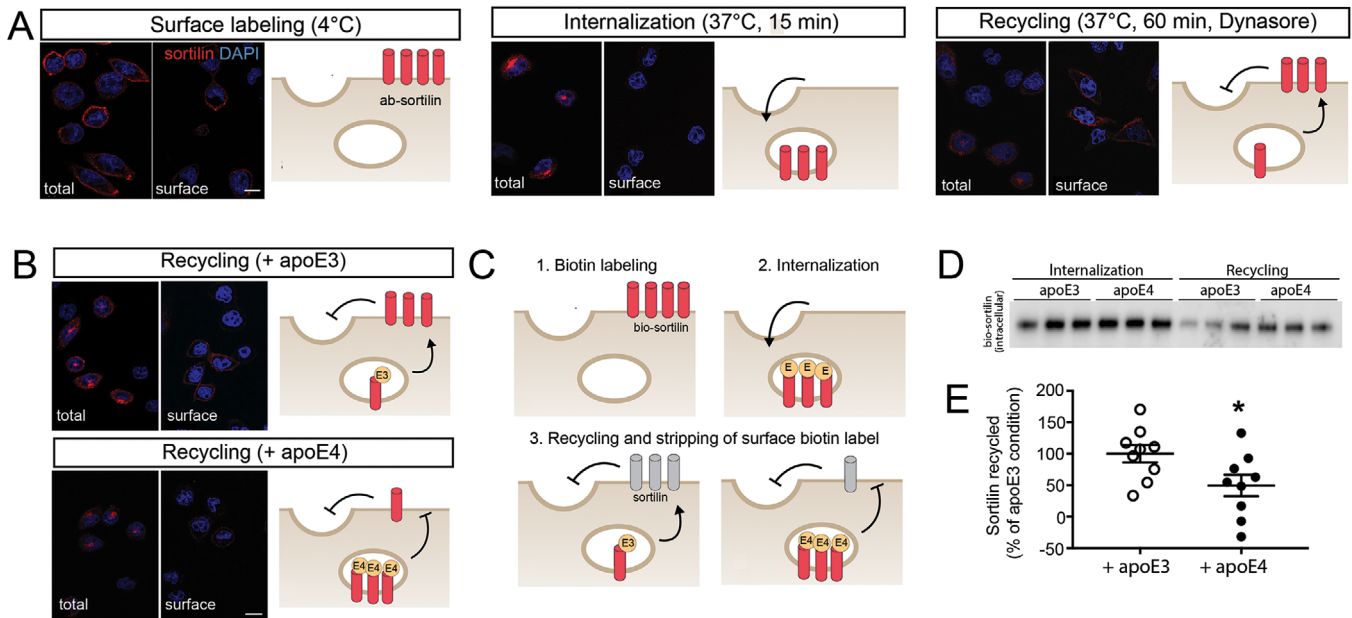 A
Surface labeling (4°C)
sortilin DAPI
total
surface
ab-sortilin
Internalization (37°C, 15 min)
total
surface
Recycling (37°C, 60 min, Dynasore)
total
surface
B
Recycling (+ apoE3)
total
surface
E3
Recycling (+ apoE4)
total
surface
E4 E4 E4
C
1. Biotin labeling
bio-sortilin
2. Internalization
E E E
3. Recycling and stripping of surface biotin label
sortilin
E3
E4 E4 E4
D
Internalization
Recycling
apoE3
apoE4
apoE3
apoE4
bio-sortilin
(intracellular)
E
Sortilin recycled
(% of apoE3 condition)
200
150
100
50
0
-50
*
+ apoE3
+ apoE4